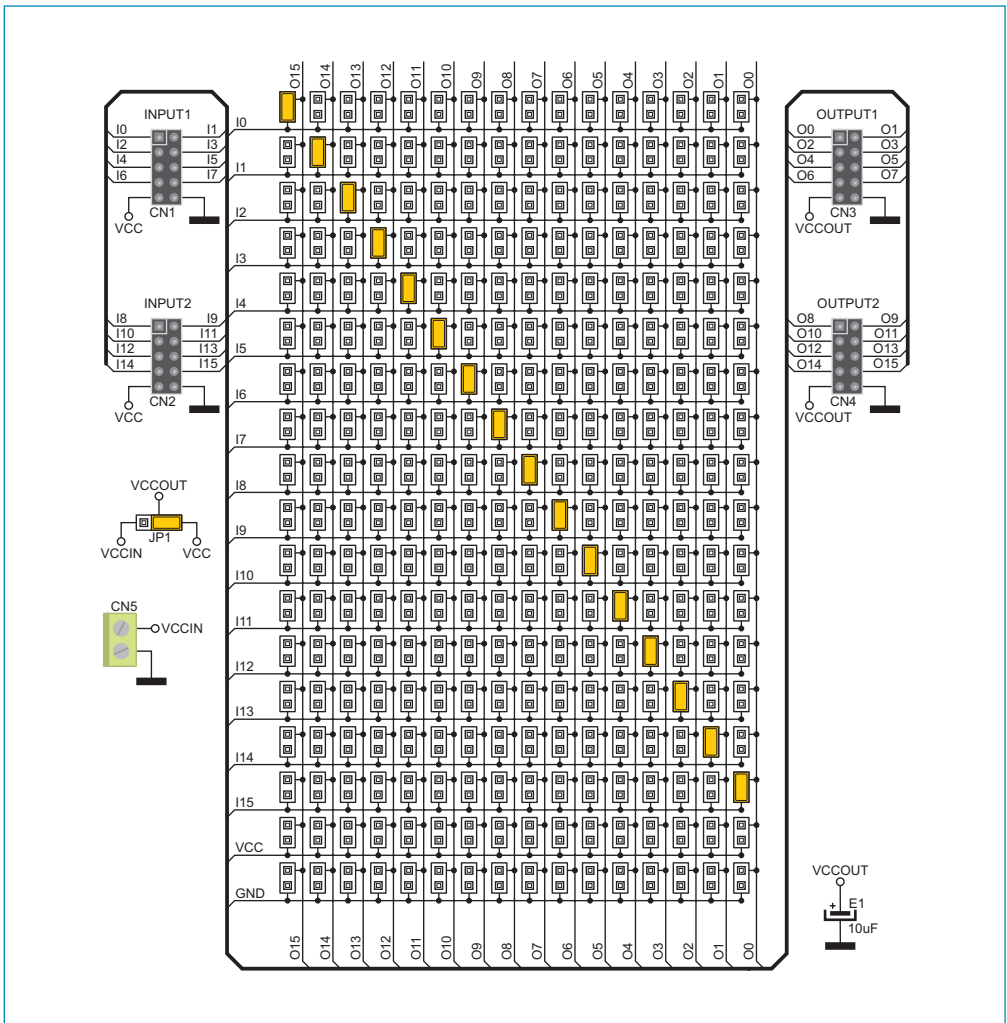 O15 O14 O13 O12 O11 O10 O9 O8 O7 O6 O5 O4 O3 O2 O1 O0
INPUT1
I0 I1
I2 I3
I4 I5
I6 I7
CN1
VCC
INPUT2
I8 I9
I10 I11
I12 I13
I14 I15
CN2
VCC
VCCOUT
JP1
VCCIN VCC
CN5
VCCIN
I0
I1
I2
I3
I4
I5
I6
I7
I8
I9
I10
I11
I12
I13
I14
I15
VCC
GND
O15 O14 O13 O12 O11 O10 O9 O8 O7 O6 O5 O4 O3 O2 O1 O0
OUTPUT1
O0 O1
O2 O3
O4 O5
O6 O7
CN3
VCCOUT
OUTPUT2
O8 O9
O10 O11
O12 O13
O14 O15
CN4
VCCOUT
VCCOUT
+ E1
10uF